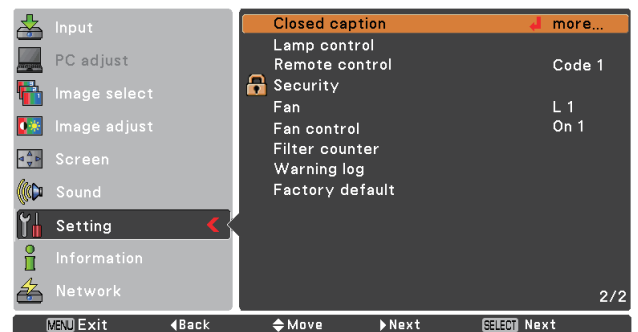 Input
PC adjust
Image select
Image adjust
Screen
Sound
Setting
Information
Network
Closed caption more...
Lamp control
Remote control Code 1
Security
Fan L 1
Fan control On 1
Filter counter
Warning log
Factory default
2/2
MENU Exit Back Move Next SELECT Next